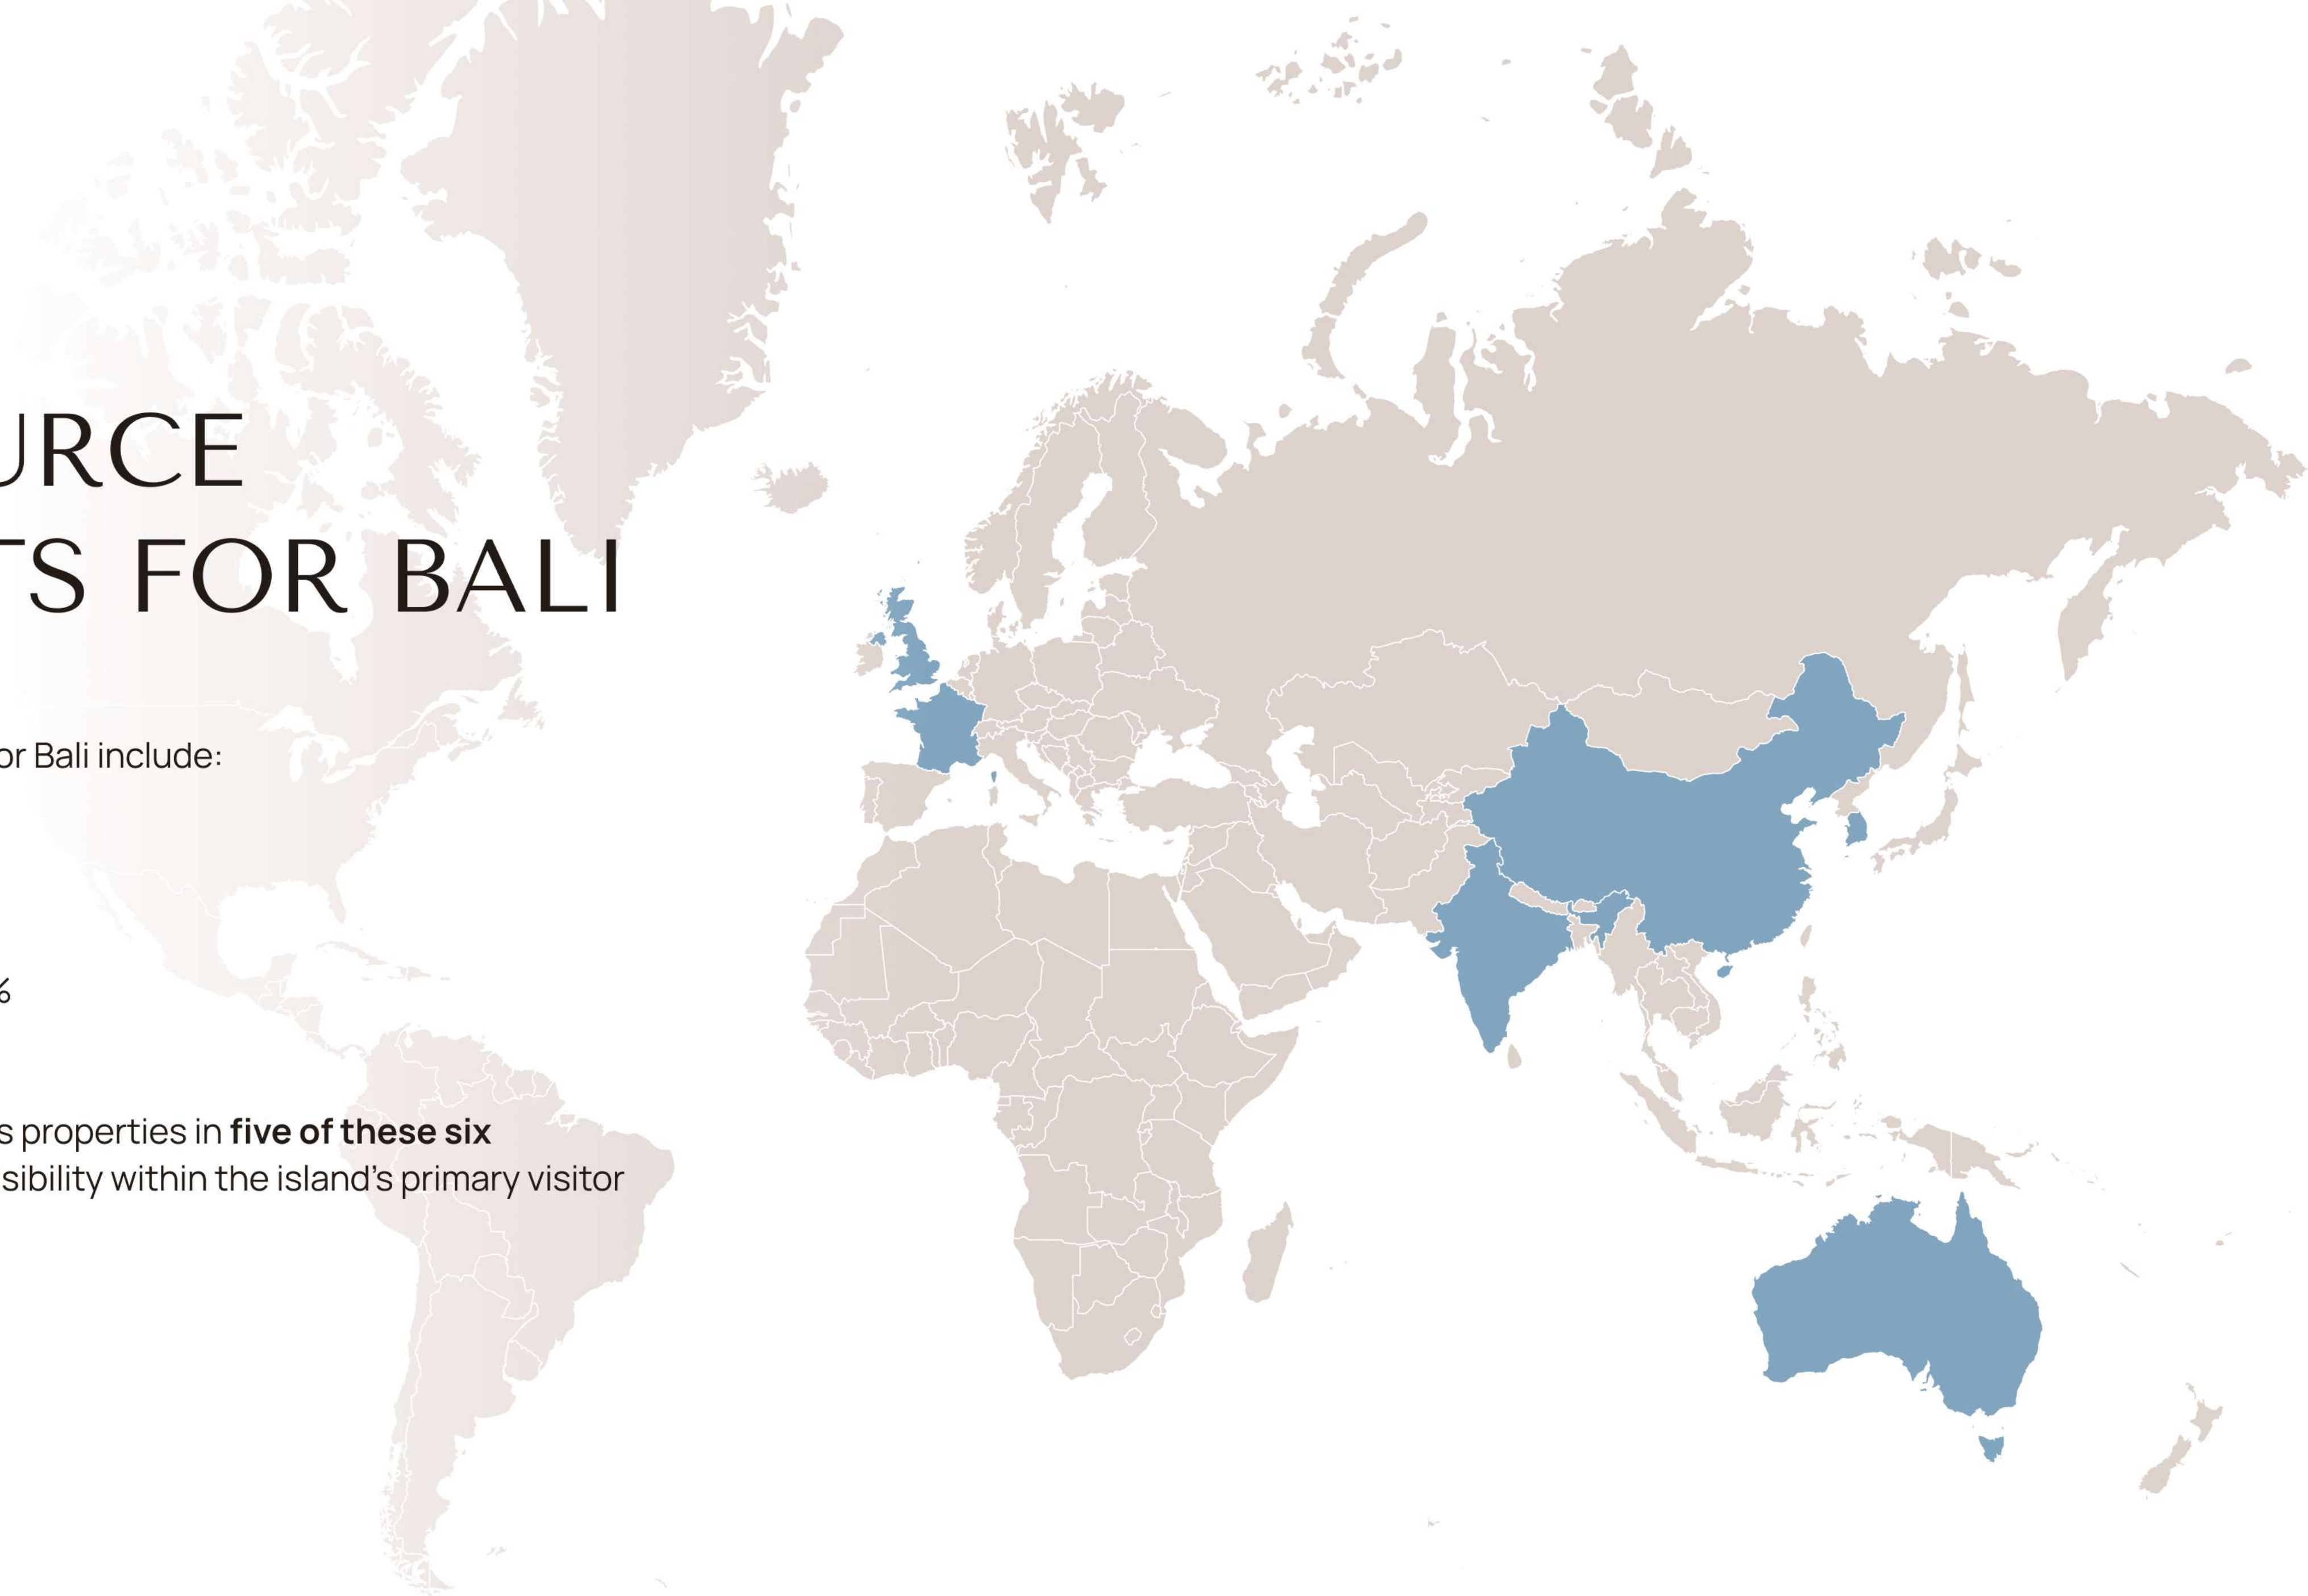 URCE
TS FOR BALI
or Bali include:
%
s properties in five of these six
sibility within the island's primary visitor